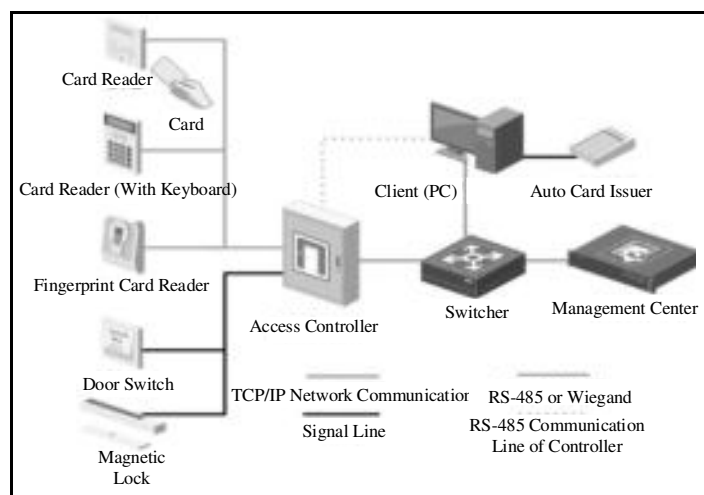 Card Reader
Card
Card Reader (With Keyboard)
Client (PC)
Auto Card Issuer
Fingerprint Card Reader
Access Controller
Switcher
Management Center
Door Switch
TCP/IP Network Communication
RS-485 or Wiegand
Signal Line
RS-485 Communication
Line of Controller
Magnetic
Lock